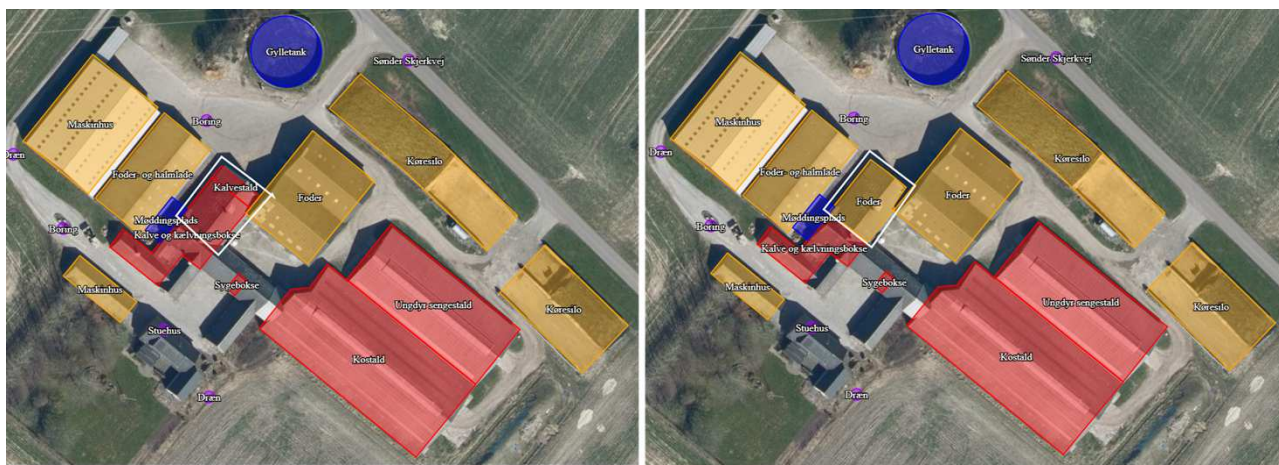 Gylletank
Sønder Skjerkvej
Maskinhus
Boring
Dræn
Foder- og halmlade
Køresilo
Kalvestald
Foder
Møddingsplads
Boring
Kalve og kælvningsbokse
Maskinhus
Sygebokse
Ungdyr sengestald
Køresilo
Stuehus
Kostald
Dræn
Gylletank
Sønder Skjerkvej
Maskinhus
Boring
Dræn
Foder- og halmlade
Køresilo
Foder
Foder
Møddingsplads
Boring
Kalve og kælvningsbokse
Maskinhus
Sygebokse
Ungdyr sengestald
Køresilo
Stuehus
Kostald
Dræn